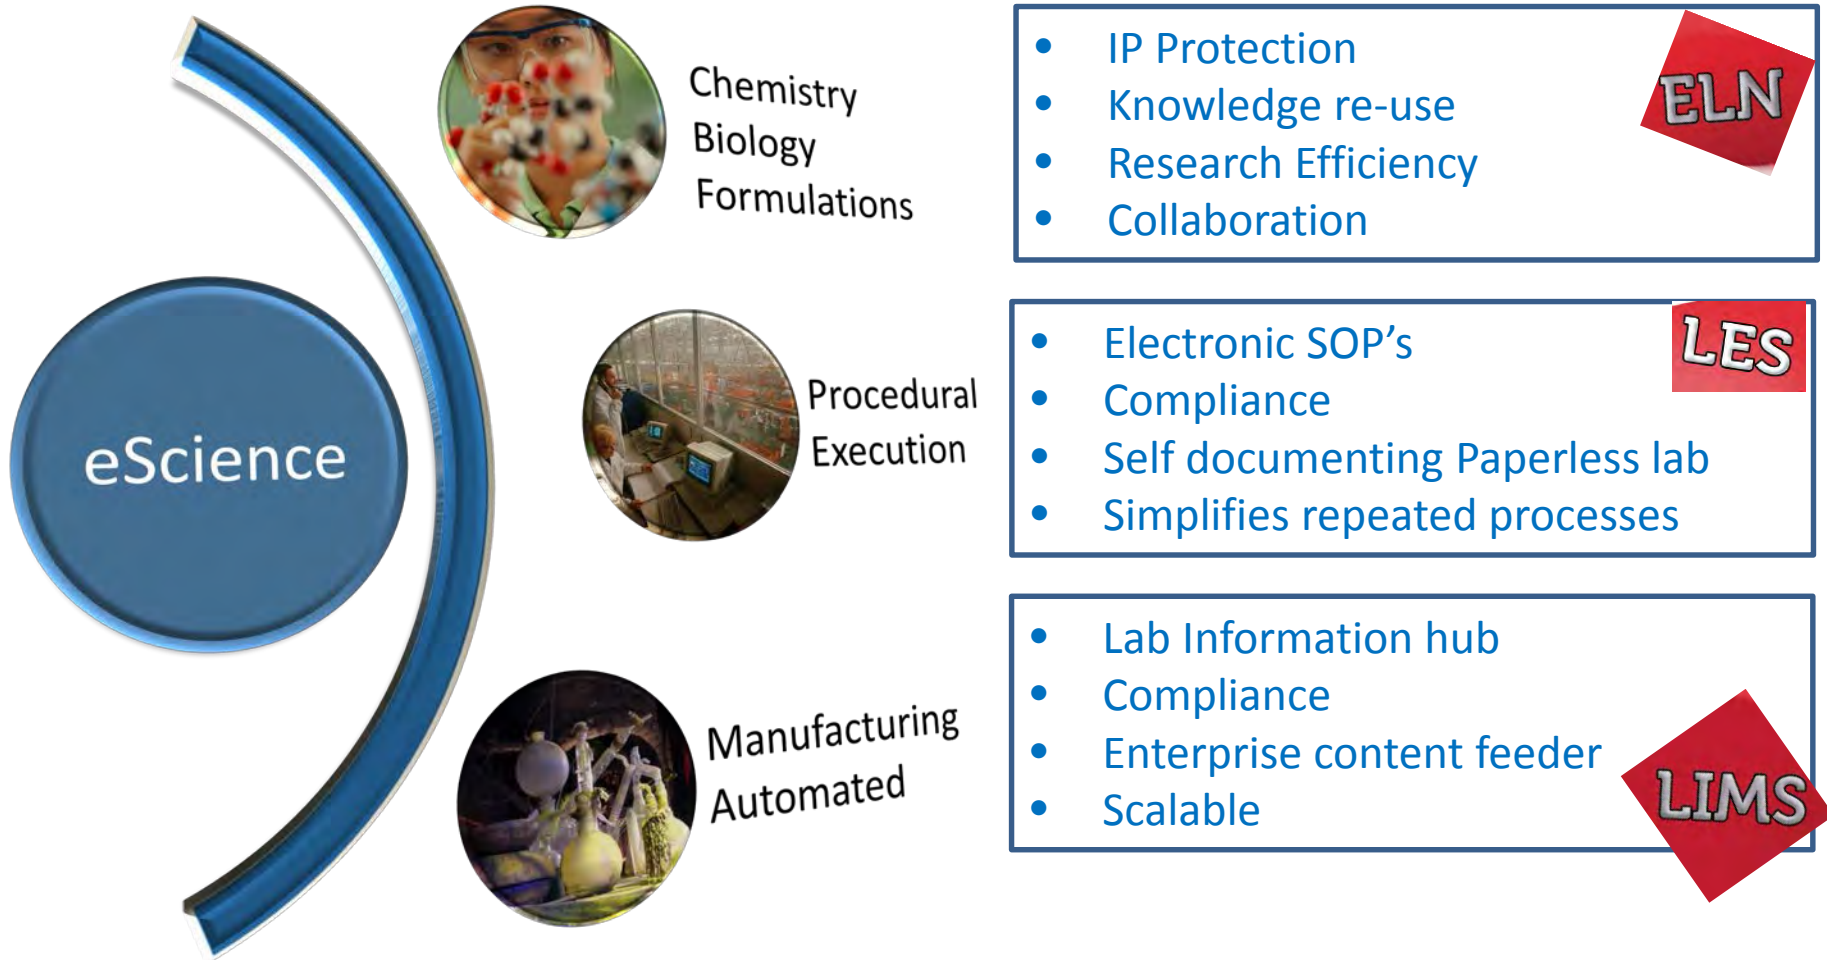 eScience
Chemistry
Biology
Formulations
• IP Protection
• Knowledge re-use
• Research Efficiency
• Collaboration
ELN
Procedural
Execution
• Electronic SOP’s
• Compliance
• Self documenting Paperless lab
• Simplifies repeated processes
LES
Manufacturing
Automated
• Lab Information hub
• Compliance
• Enterprise content feeder
• Scalable
LIMS